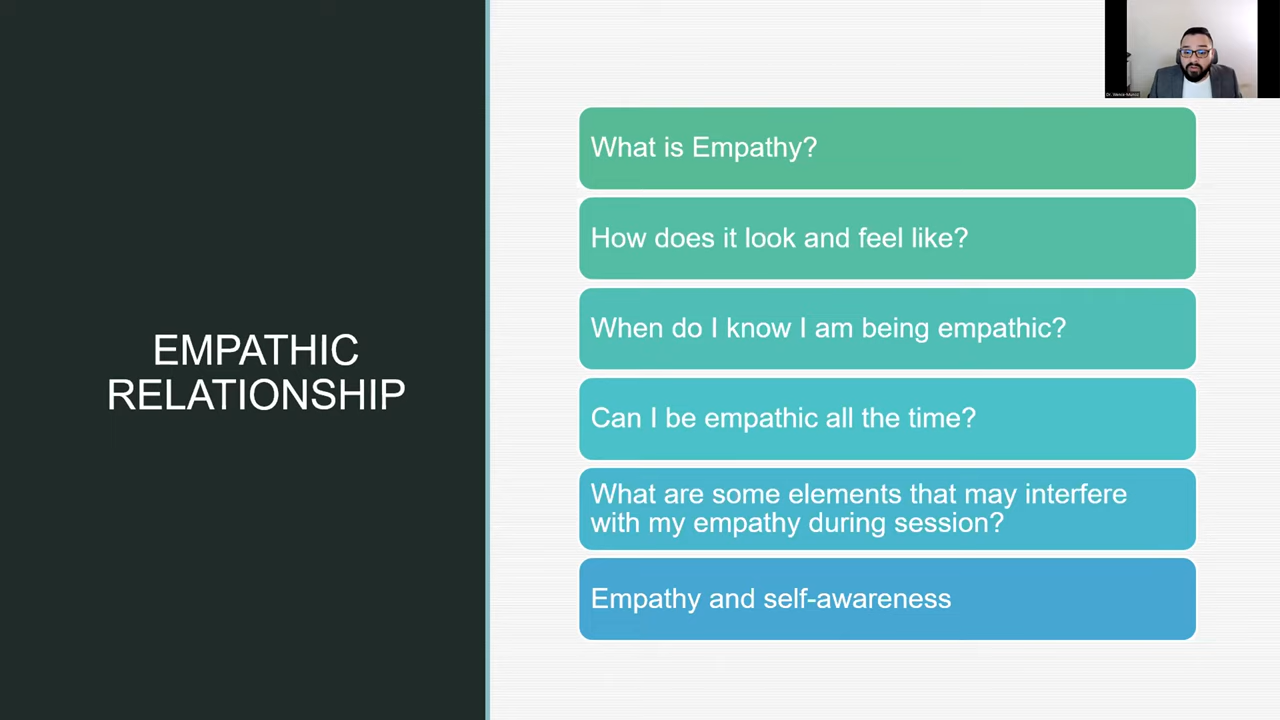 EMPATHIC
RELATIONSHIP
What is Empathy?
How does it look and feel like?
When do I know I am being empathic?
Can I be empathic all the time?
What are some elements that may interfere
with my empathy during session?
Empathy and self-awareness